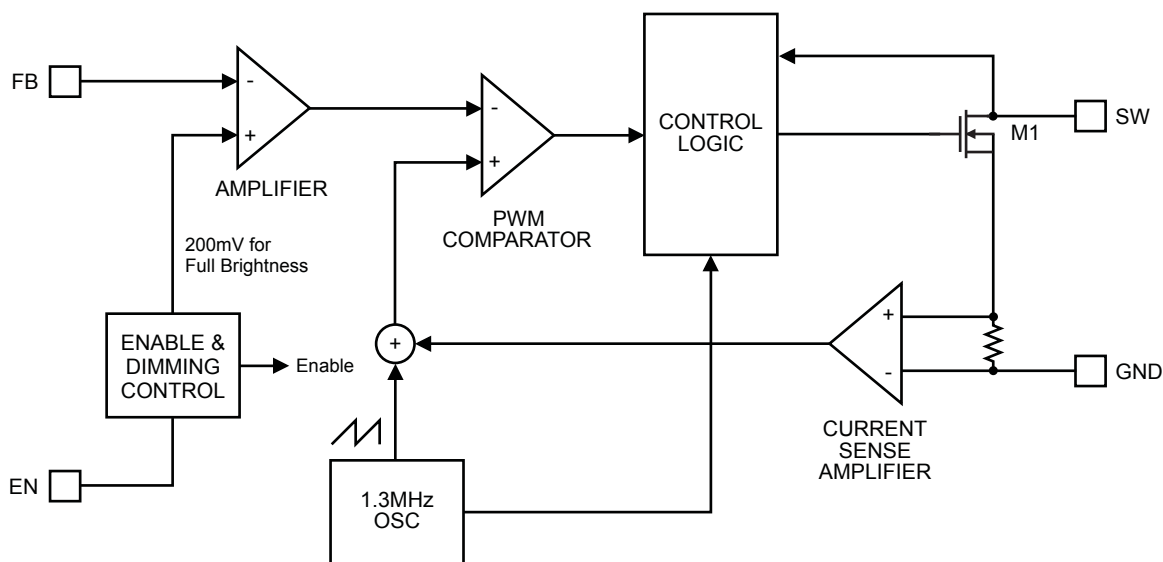 FB
-
+
AMPLIFIER
200mV for
Full Brightness
ENABLE &
DIMMING
CONTROL
Enable
EN
-
+
PWM
COMPARATOR
+
1.3MHz
OSC
CONTROL
LOGIC
M1
SW
+
-
CURRENT
SENSE
AMPLIFIER
GND